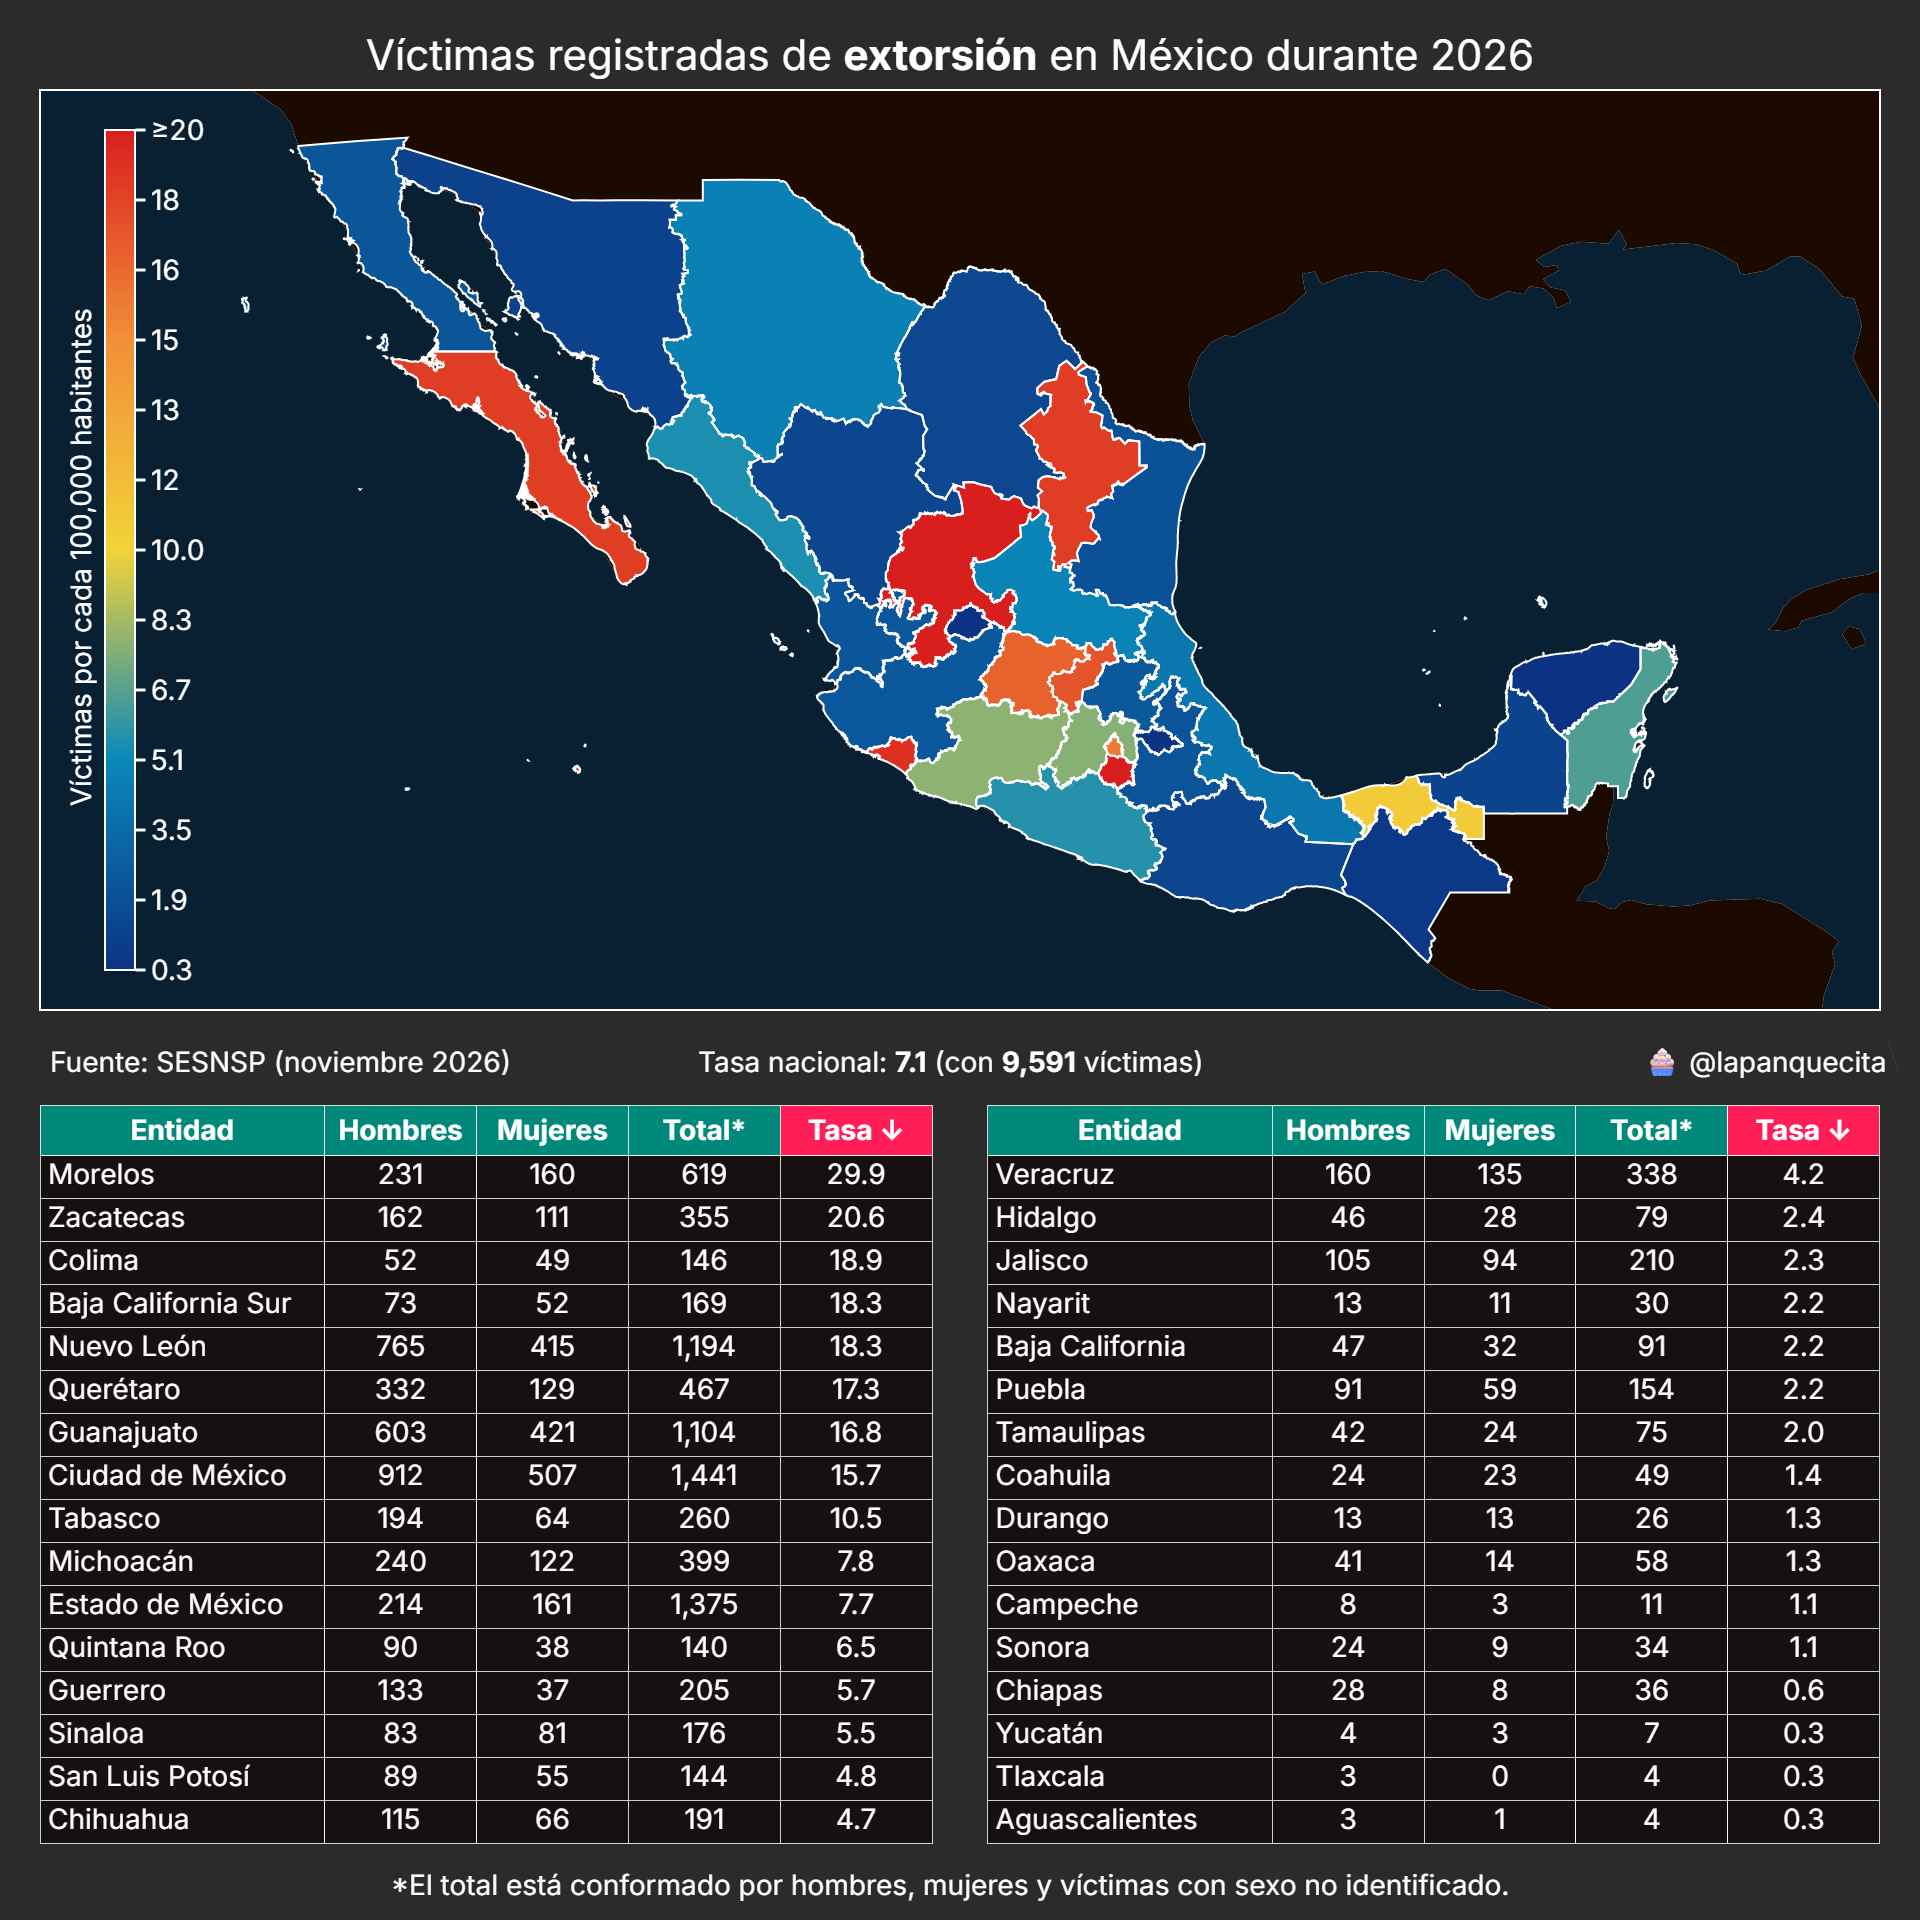 Víctimas registradas de extorsión en México durante 2026
Víctimas por cada 100,000 habitantes
≥20
18
16
15
13
12
10.0
8.3
6.7
5.1
3.5
1.9
0.3
Fuente: SESNSP (noviembre 2026)
Tasa nacional: 7.1 (con 9,591 víctimas)
🧁 @lapanquecita
Entidad Hombres Mujeres Total* Tasa ↓
Morelos 231 160 619 29.9
Zacatecas 162 111 355 20.6
Colima 52 49 146 18.9
Baja California Sur 73 52 169 18.3
Nuevo León 765 415 1,194 18.3
Querétaro 332 129 467 17.3
Guanajuato 603 421 1,104 16.8
Ciudad de México 912 507 1,441 15.7
Tabasco 194 64 260 10.5
Michoacán 240 122 399 7.8
Estado de México 214 161 1,375 7.7
Quintana Roo 90 38 140 6.5
Guerrero 133 37 205 5.7
Sinaloa 83 81 176 5.5
San Luis Potosí 89 55 144 4.8
Chihuahua 115 66 191 4.7
Entidad Hombres Mujeres Total* Tasa ↓
Veracruz 160 135 338 4.2
Hidalgo 46 28 79 2.4
Jalisco 105 94 210 2.3
Nayarit 13 11 30 2.2
Baja California 47 32 91 2.2
Puebla 91 59 154 2.2
Tamaulipas 42 24 75 2.0
Coahuila 24 23 49 1.4
Durango 13 13 26 1.3
Oaxaca 41 14 58 1.3
Campeche 8 3 11 1.1
Sonora 24 9 34 1.1
Chiapas 28 8 36 0.6
Yucatán 4 3 7 0.3
Tlaxcala 3 0 4 0.3
Aguascalientes 3 1 4 0.3
*El total está conformado por hombres, mujeres y víctimas con sexo no identificado.